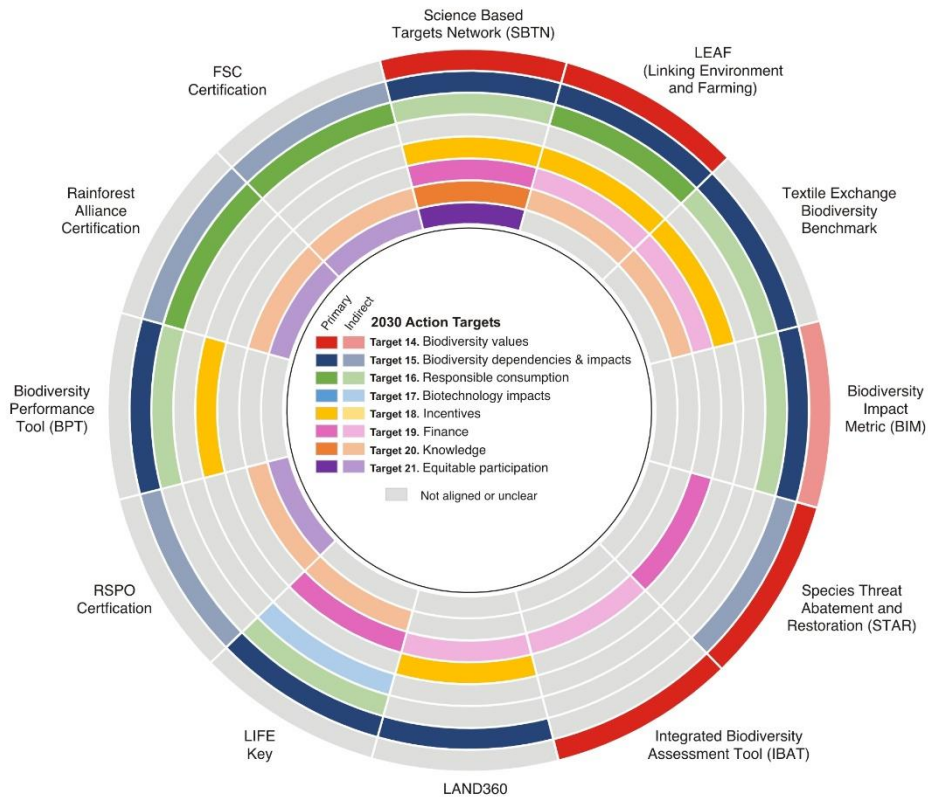 Science Based
Targets Network (SBTN)
LEAF
(Linking Environment
and Farming)
FSC
Certification
Rainforest
Alliance
Certification
Textile Exchange
Biodiversity
Benchmark
Primary
Indirect
2030 Action Targets
Target 14. Biodiversity values
Target 15. Biodiversity dependencies & impacts
Target 16. Responsible consumption
Target 17. Biotechnology impacts
Target 18. Incentives
Target 19. Finance
Target 20. Knowledge
Target 21. Equitable participation
Not aligned or unclear
Biodiversity
Performance
Tool (BPT)
Biodiversity
Impact
Metric (BIM)
RSPO
Certfication
Species Threat
Abatement and
Restoration (STAR)
LIFE
Key
Integrated Biodiversity
Assessment Tool (IBAT)
LAND360